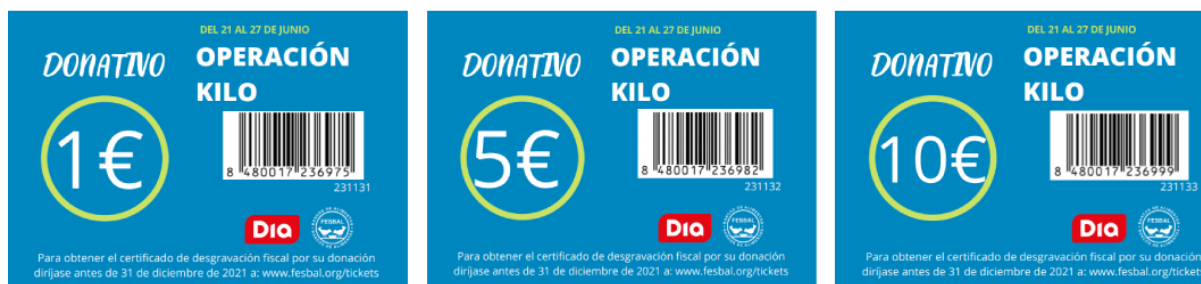 DEL 21 AL 27 DE JUNIO
DONATIVO
OPERACIÓN
KILO
1€
8 480017 236975
231131
Dia
FESBAL
Para obtener el certificado de desgravación fiscal por su donación
diríjase antes de 31 de diciembre de 2021 a: www.fesbal.org/tickets
DEL 21 AL 27 DE JUNIO
DONATIVO
OPERACIÓN
KILO
5€
8 480017 236982
231132
Dia
FESBAL
Para obtener el certificado de desgravación fiscal por su donación
diríjase antes de 31 de diciembre de 2021 a: www.fesbal.org/tickets
DEL 21 AL 27 DE JUNIO
DONATIVO
OPERACIÓN
KILO
10€
8 480017 236999
231133
Dia
FESBAL
Para obtener el certificado de desgravación fiscal por su donación
diríjase antes de 31 de diciembre de 2021 a: www.fesbal.org/tickets